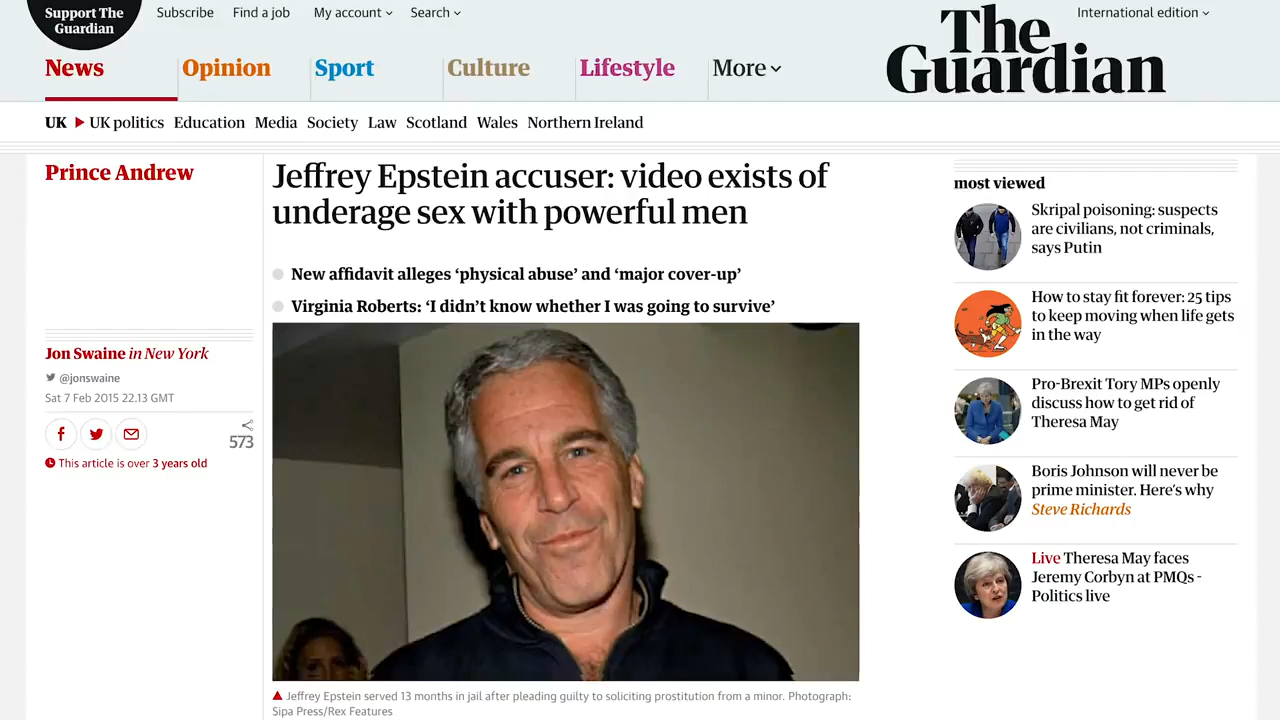 Support The
Guardian
Subscribe
Find a job
My account
Search
International edition
The
Guardian
News
Opinion
Sport
Culture
Lifestyle
More
UK
UK politics
Education
Media
Society
Law
Scotland
Wales
Northern Ireland
Prince Andrew
Jeffrey Epstein accuser: video exists of
underage sex with powerful men
New affidavit alleges ‘physical abuse’ and ‘major cover-up’
Virginia Roberts: ‘I didn’t know whether I was going to survive’
Jon Swaine in New York
@jonswaine
Sat 7 Feb 2015 22.13 GMT
573
This article is over 3 years old
Jeffrey Epstein served 13 months in jail after pleading guilty to soliciting prostitution from a minor. Photograph:
Sipa Press/Rex Features
most viewed
Skripal poisoning: suspects
are civilians, not criminals,
says Putin
How to stay fit forever: 25 tips
to keep moving when life gets
in the way
Pro-Brexit Tory MPs openly
discuss how to get rid of
Theresa May
Boris Johnson will never be
prime minister. Here’s why
Steve Richards
Live Theresa May faces
Jeremy Corbyn at PMQs -
Politics live